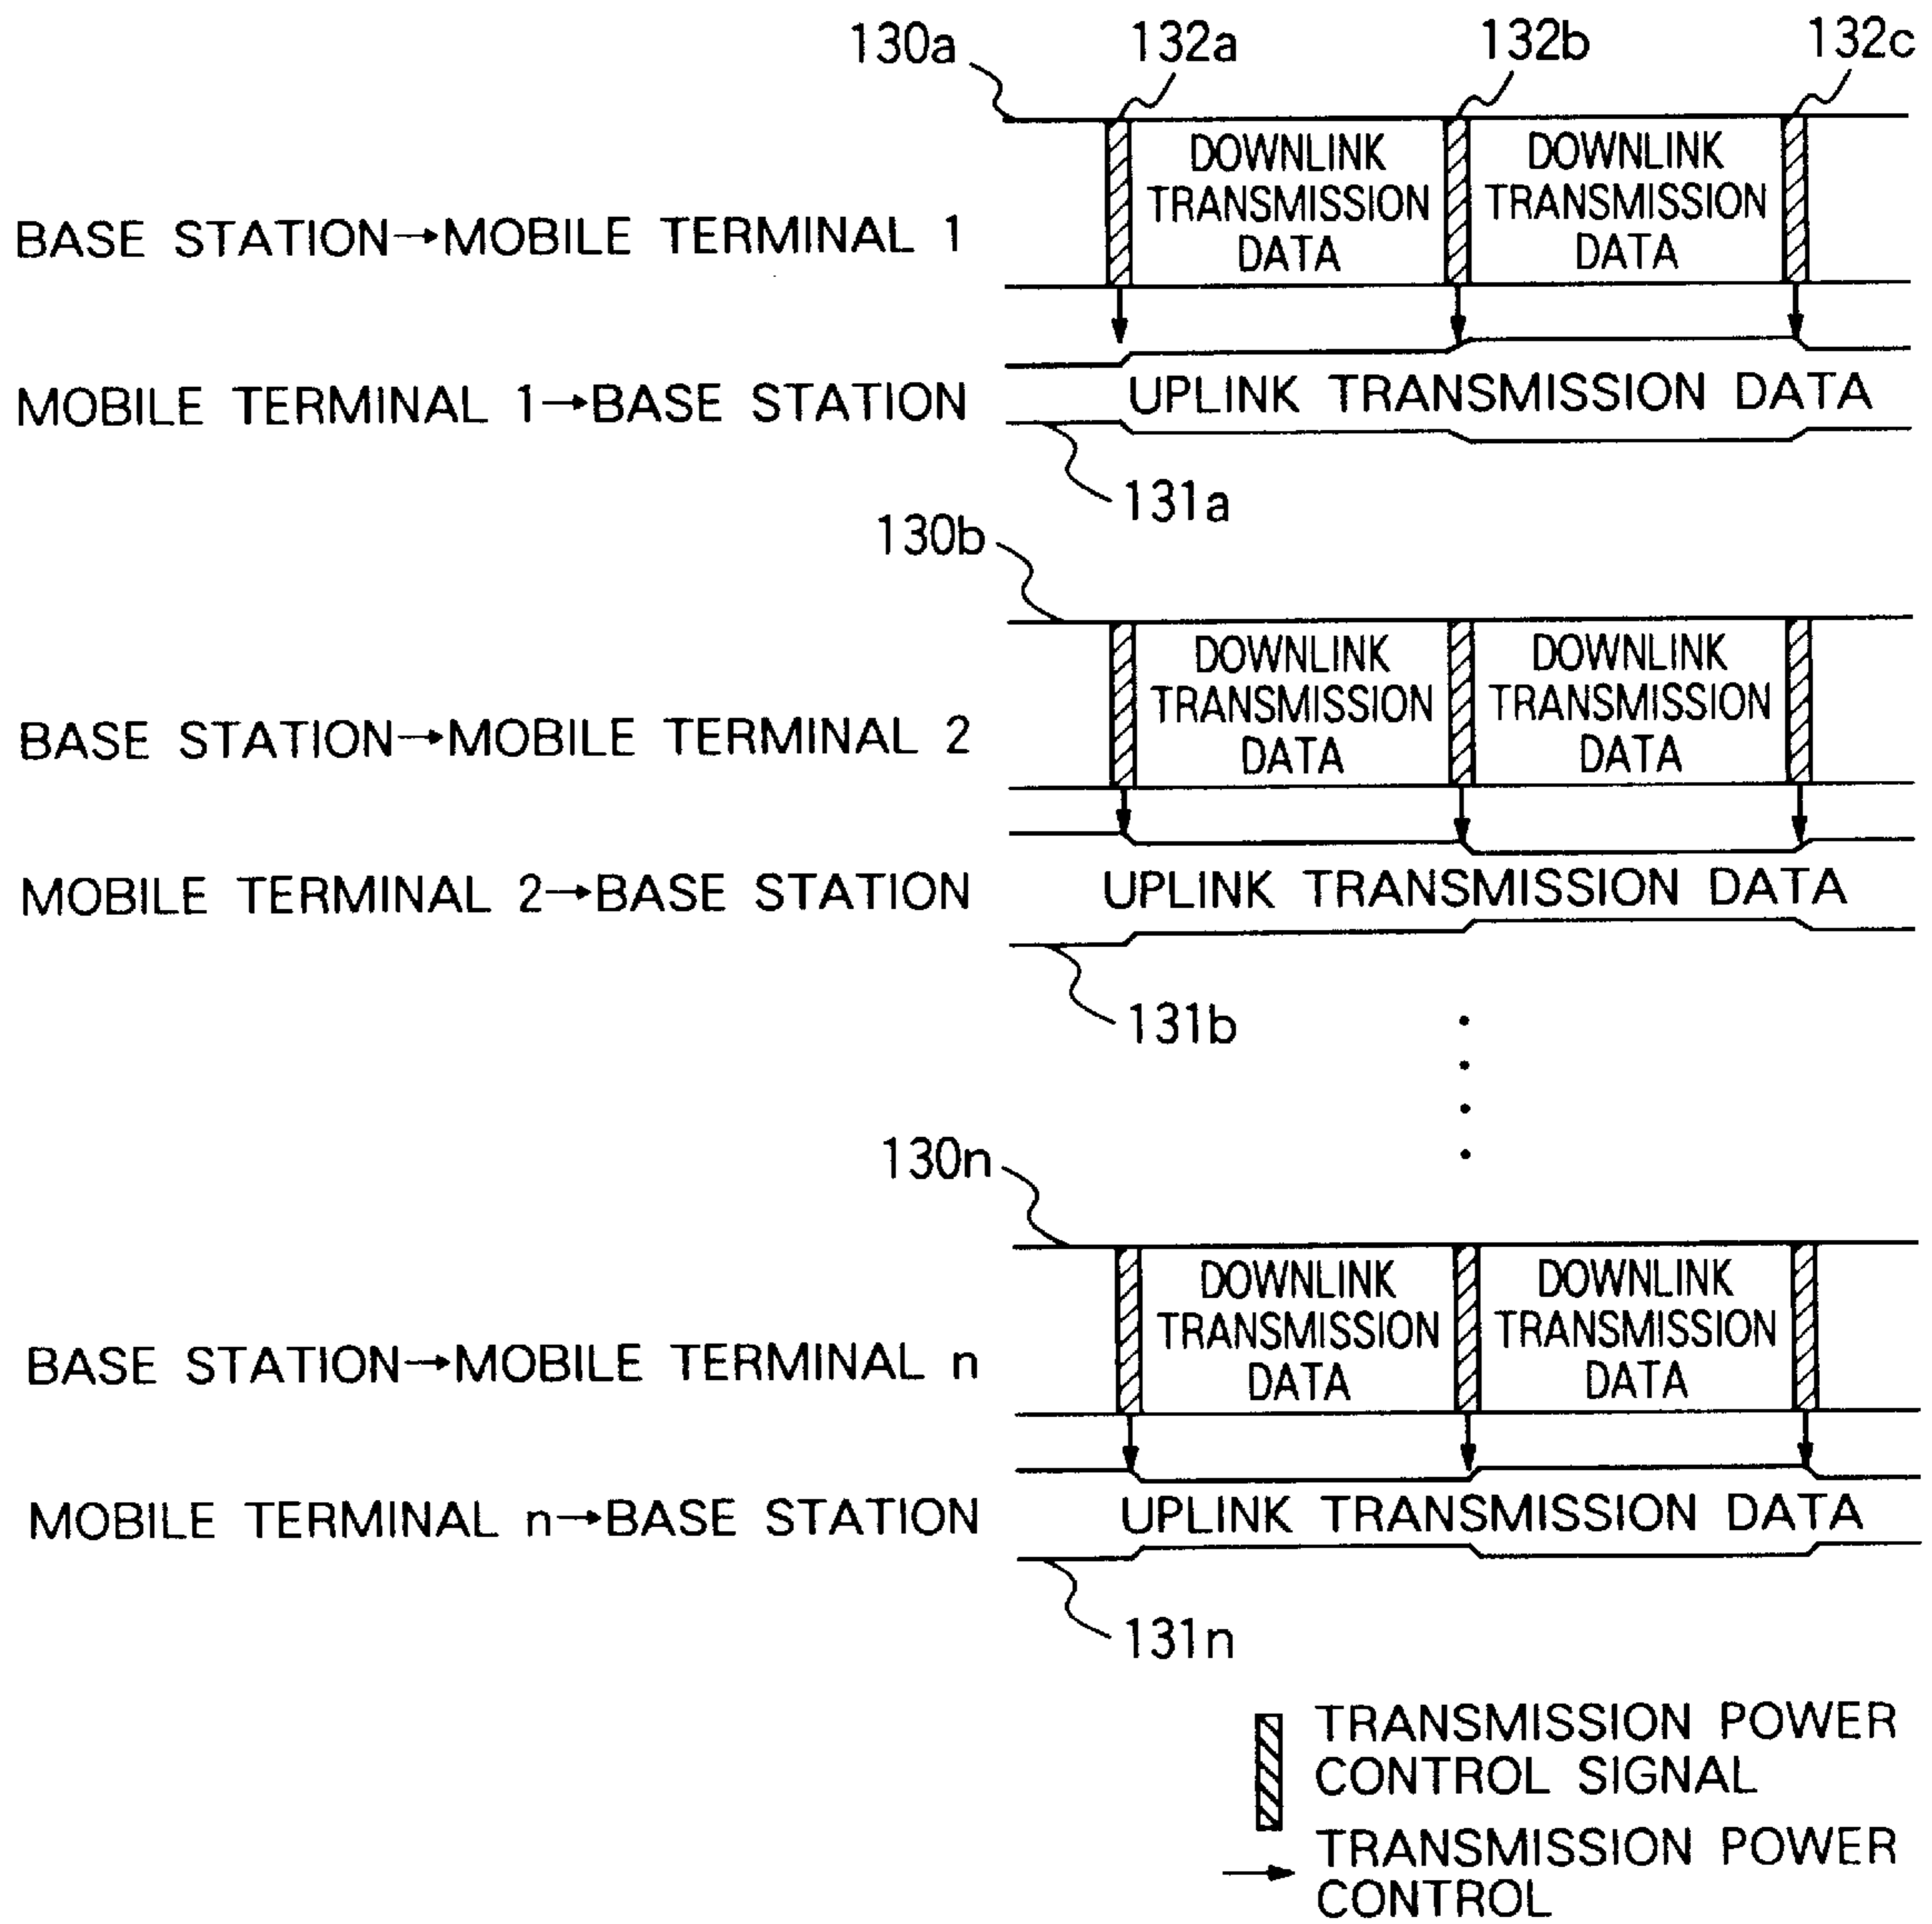 130a 132a 132b 132c
DOWNLINK DOWNLINK
TRANSMISSION TRANSMISSION
DATA DATA
BASE STATION→MOBILE TERMINAL 1
MOBILE TERMINAL 1→BASE STATION UPLINK TRANSMISSION DATA
131a
130b
DOWNLINK DOWNLINK
TRANSMISSION TRANSMISSION
DATA DATA
BASE STATION→MOBILE TERMINAL 2
MOBILE TERMINAL 2→BASE STATION UPLINK TRANSMISSION DATA
131b
130n
DOWNLINK DOWNLINK
TRANSMISSION TRANSMISSION
DATA DATA
BASE STATION→MOBILE TERMINAL n
MOBILE TERMINAL n→BASE STATION UPLINK TRANSMISSION DATA
131n
TRANSMISSION POWER
CONTROL SIGNAL
TRANSMISSION POWER
CONTROL